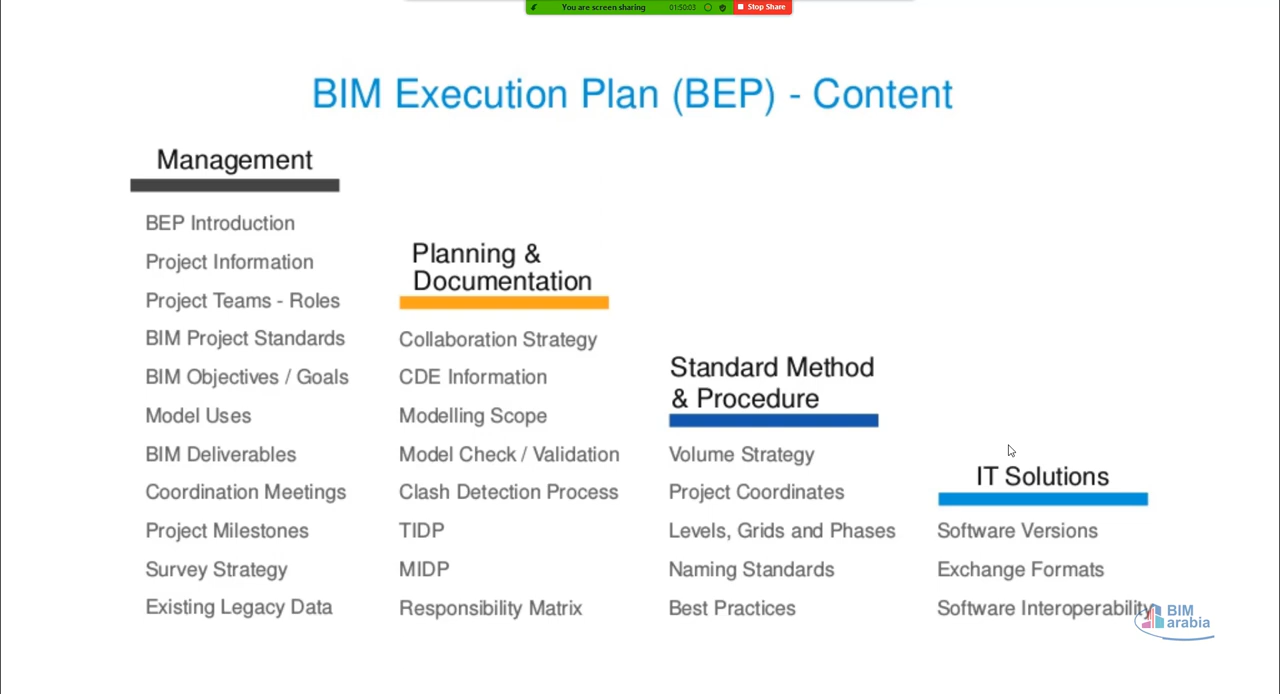 You are screen sharing 01:50:03 Stop Share
BIM Execution Plan (BEP) - Content
Management
BEP Introduction
Project Information
Project Teams - Roles
BIM Project Standards
BIM Objectives / Goals
Model Uses
BIM Deliverables
Coordination Meetings
Project Milestones
Survey Strategy
Existing Legacy Data
Planning &
Documentation
Collaboration Strategy
CDE Information
Modelling Scope
Model Check / Validation
Clash Detection Process
TIDP
MIDP
Responsibility Matrix
Standard Method
& Procedure
Volume Strategy
Project Coordinates
Levels, Grids and Phases
Naming Standards
Best Practices
IT Solutions
Software Versions
Exchange Formats
Software Interoperability
BIM
arabia